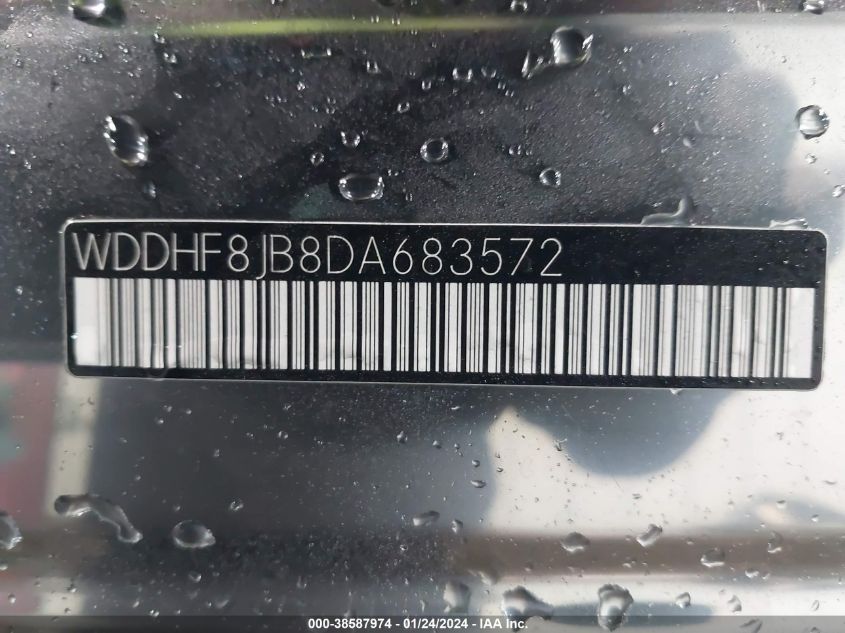 WDDHF8JB8DA683572
000-38587974 - 01/24/2024 - IAA Inc.